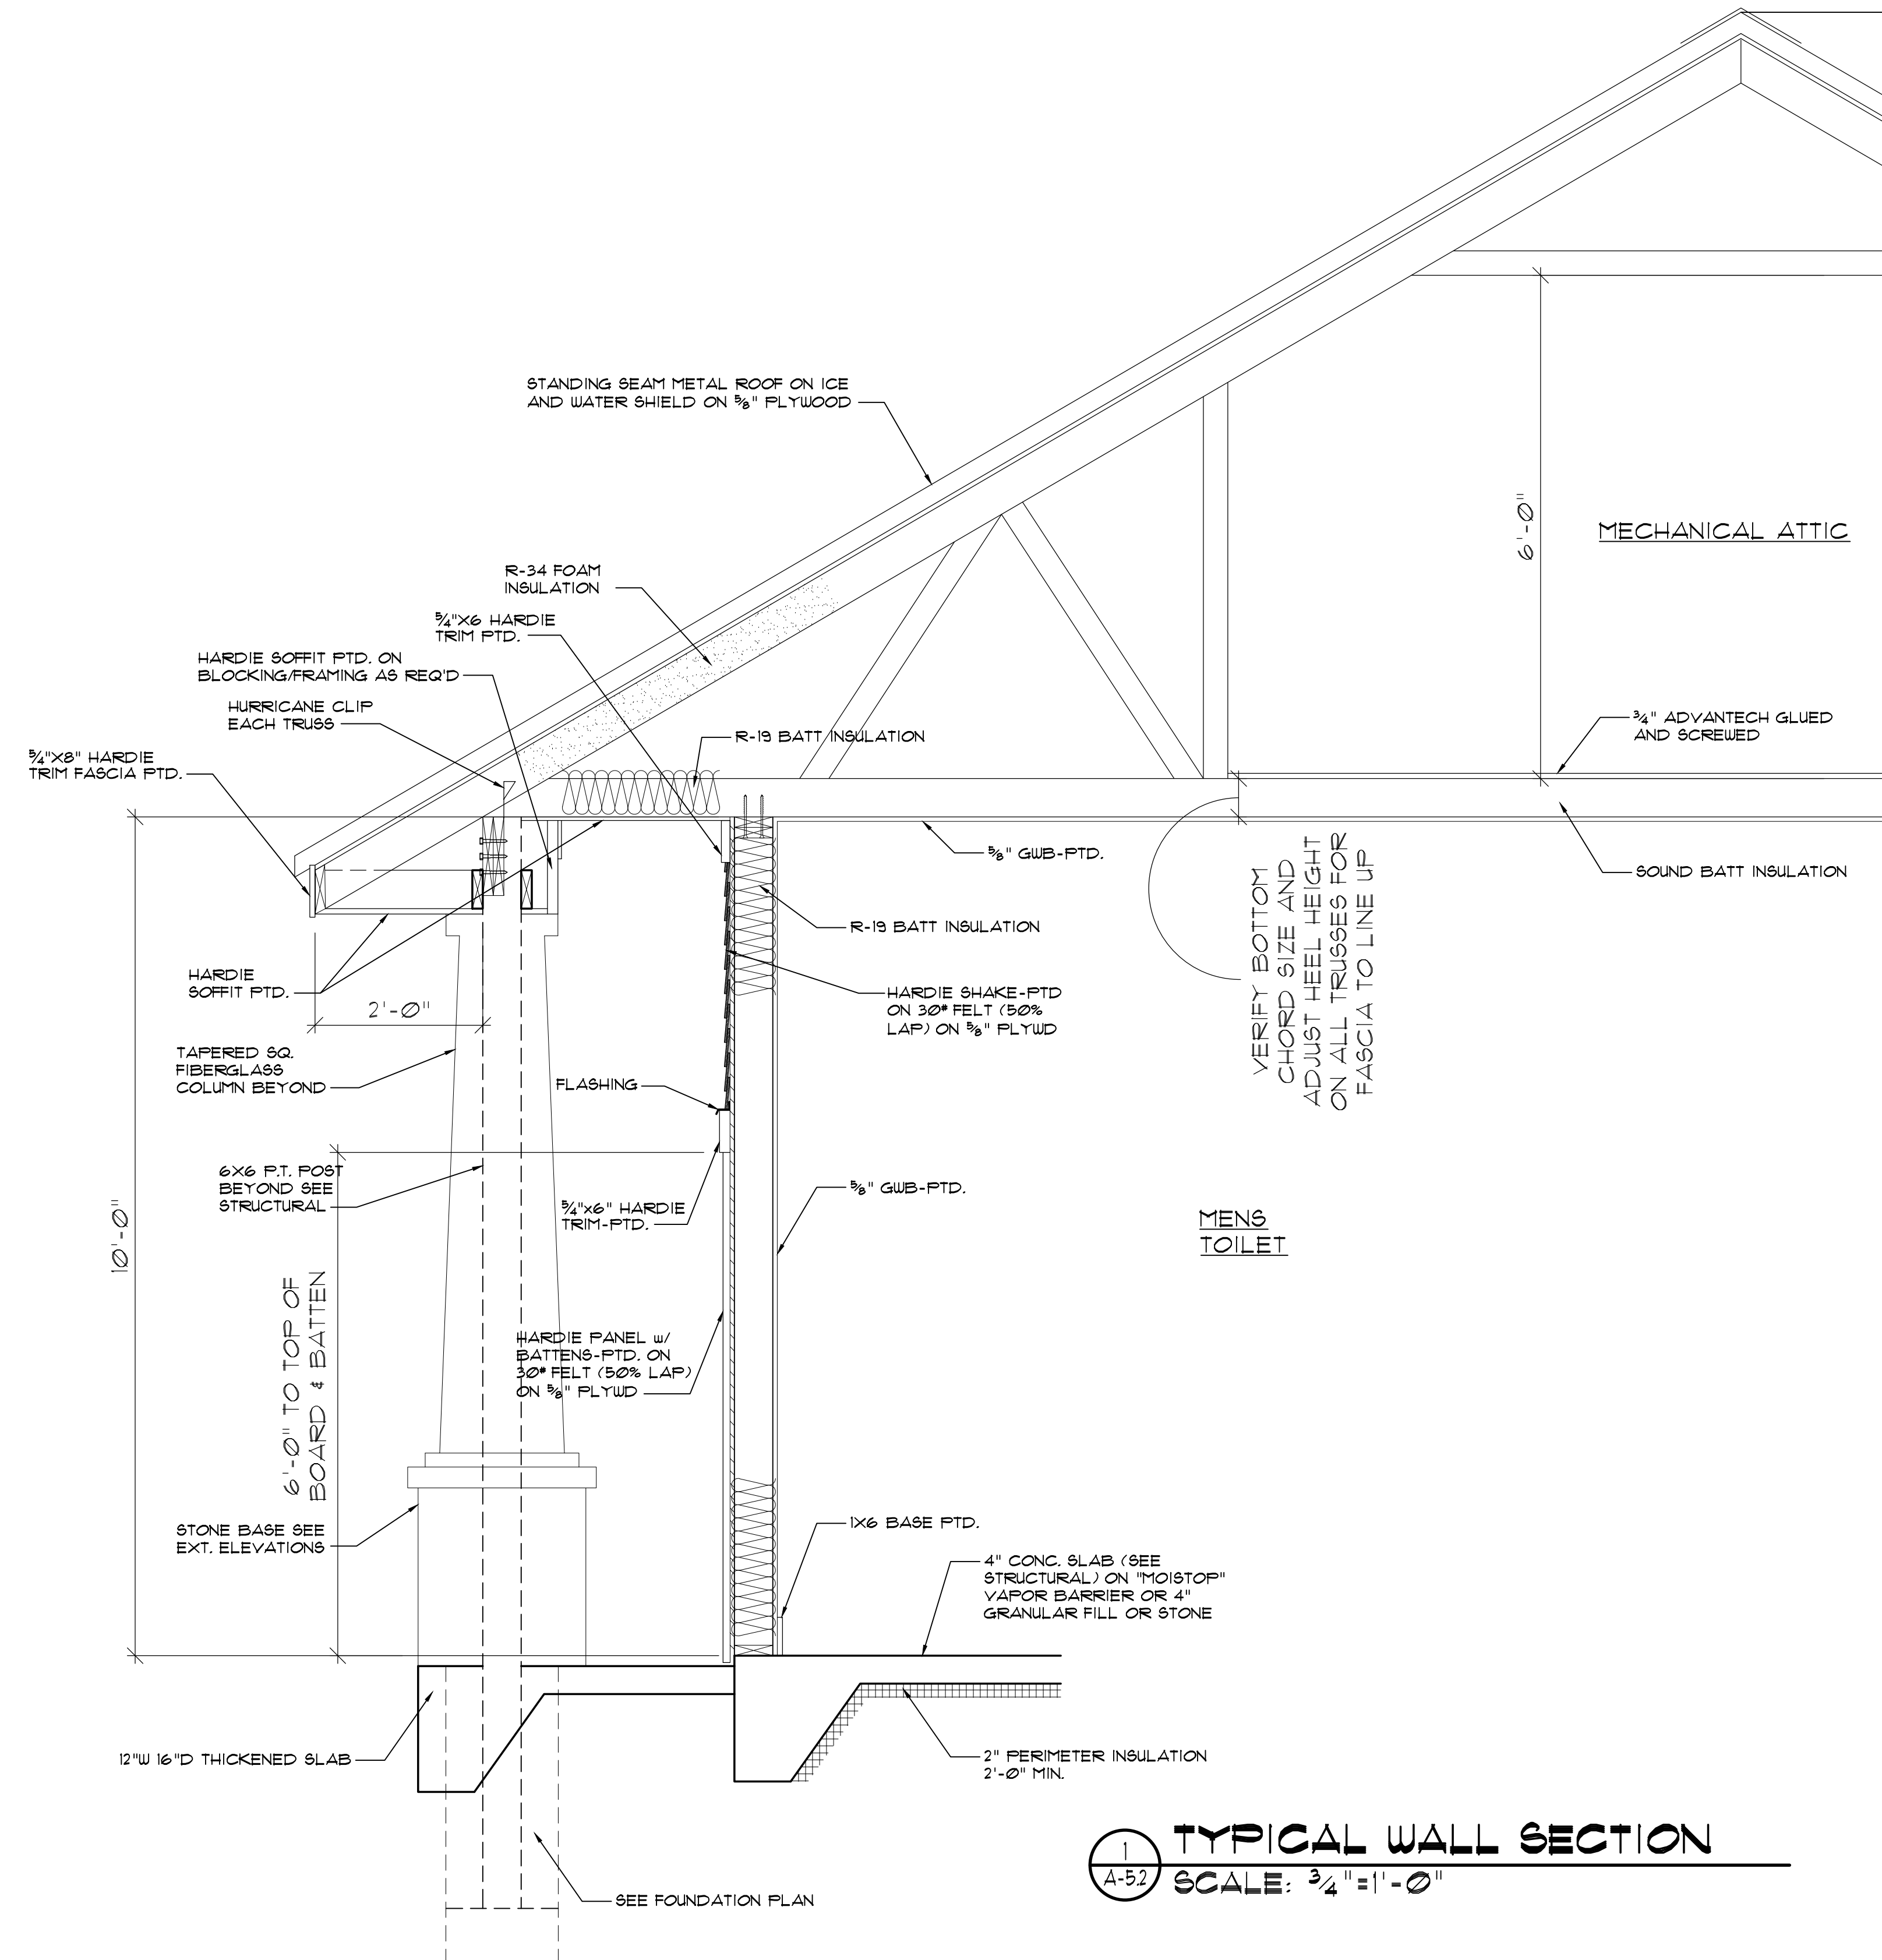 STANDING SEAM METAL ROOF ON ICE
AND WATER SHIELD ON 5/8" PLYWOOD
6'-0"
MECHANICAL ATTIC
R-34 FOAM
INSULATION
5/4"X6 HARDIE
TRIM PTD.
HARDIE SOFFIT PTD. ON
BLOCKING/FRAMING AS REQ'D
HURRICANE CLIP
EACH TRUSS
5/4"X8" HARDIE
TRIM FASCIA PTD.
R-19 BATT INSULATION
3/4" ADVANTECH GLUED
AND SCREWED
5/8" GWB-PTD.
SOUND BATT INSULATION
VERIFY BOTTOM
CHORD SIZE AND
ADJUST HEEL HEIGHT
ON ALL TRUSSES FOR
FASCIA TO LINE UP
R-19 BATT INSULATION
HARDIE
SOFFIT PTD.
2'-0"
HARDIE SHAKE-PTD
ON 30# FELT (50%
LAP) ON 5/8" PLYWD
TAPERED SQ.
FIBERGLASS
COLUMN BEYOND
FLASHING
6X6 P.T. POST
BEYOND SEE
STRUCTURAL
5/4"x6" HARDIE
TRIM-PTD.
5/8" GWB-PTD.
MENS
TOILET
10'-0"
6'-0" TO TOP OF
BOARD & BATTEN
HARDIE PANEL w/
BATTENS-PTD. ON
30# FELT (50% LAP)
ON 5/8" PLYWD
STONE BASE SEE
EXT. ELEVATIONS
1X6 BASE PTD.
4" CONC. SLAB (SEE
STRUCTURAL) ON "MOISTOP"
VAPOR BARRIER OR 4"
GRANULAR FILL OR STONE
12"W 16"D THICKENED SLAB
2" PERIMETER INSULATION
2'-0" MIN.
SEE FOUNDATION PLAN
1
A-5.2
TYPICAL WALL SECTION
SCALE: 3/4"=1'-0"